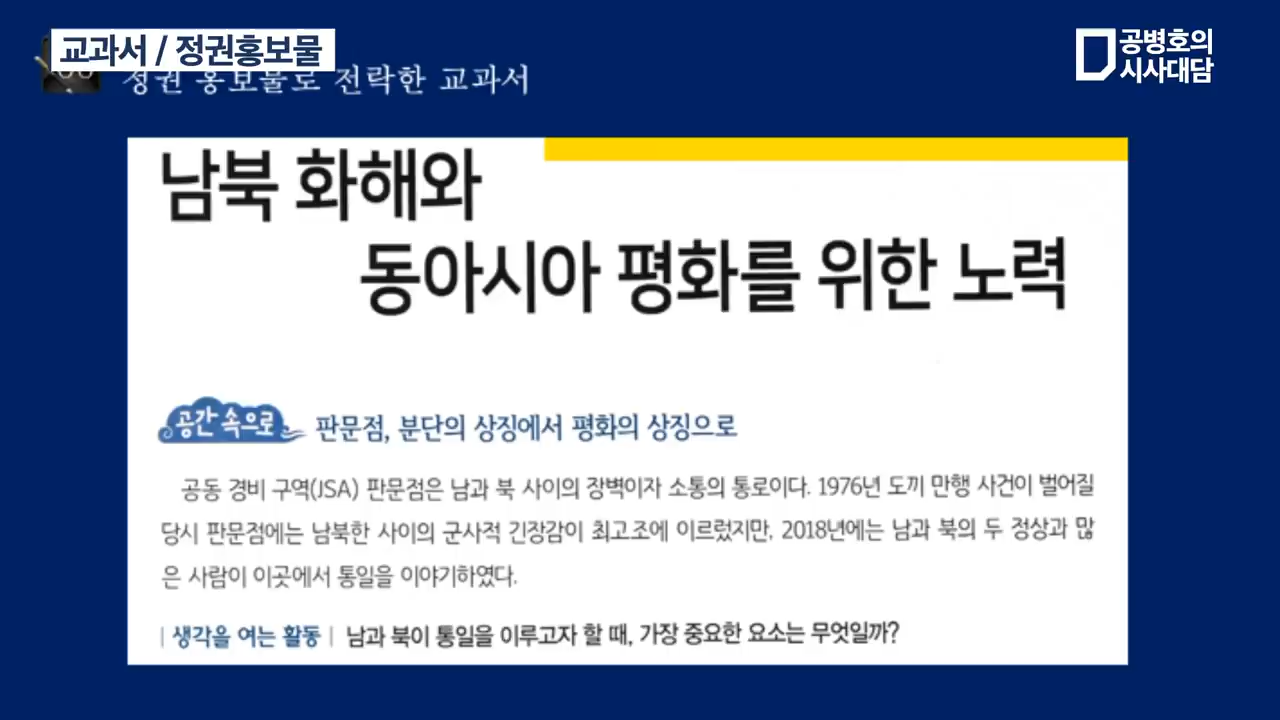 교과서 / 정권홍보물
정권 홍보물로 전락한 교과서
공병호의
시사대담
남북 화해와
동아시아 평화를 위한 노력
공간 속으로 판문점, 분단의 상징에서 평화의 상징으로
공동 경비 구역(JSA) 판문점은 남과 북 사이의 장벽이자 소통의 통로이다. 1976년 도끼 만행 사건이 벌어질
당시 판문점에는 남북한 사이의 군사적 긴장감이 최고조에 이르렀지만, 2018년에는 남과 북의 두 정상과 많
은 사람이 이곳에서 통일을 이야기하였다.
| 생각을 여는 활동 | 남과 북이 통일을 이루고자 할 때, 가장 중요한 요소는 무엇일까?